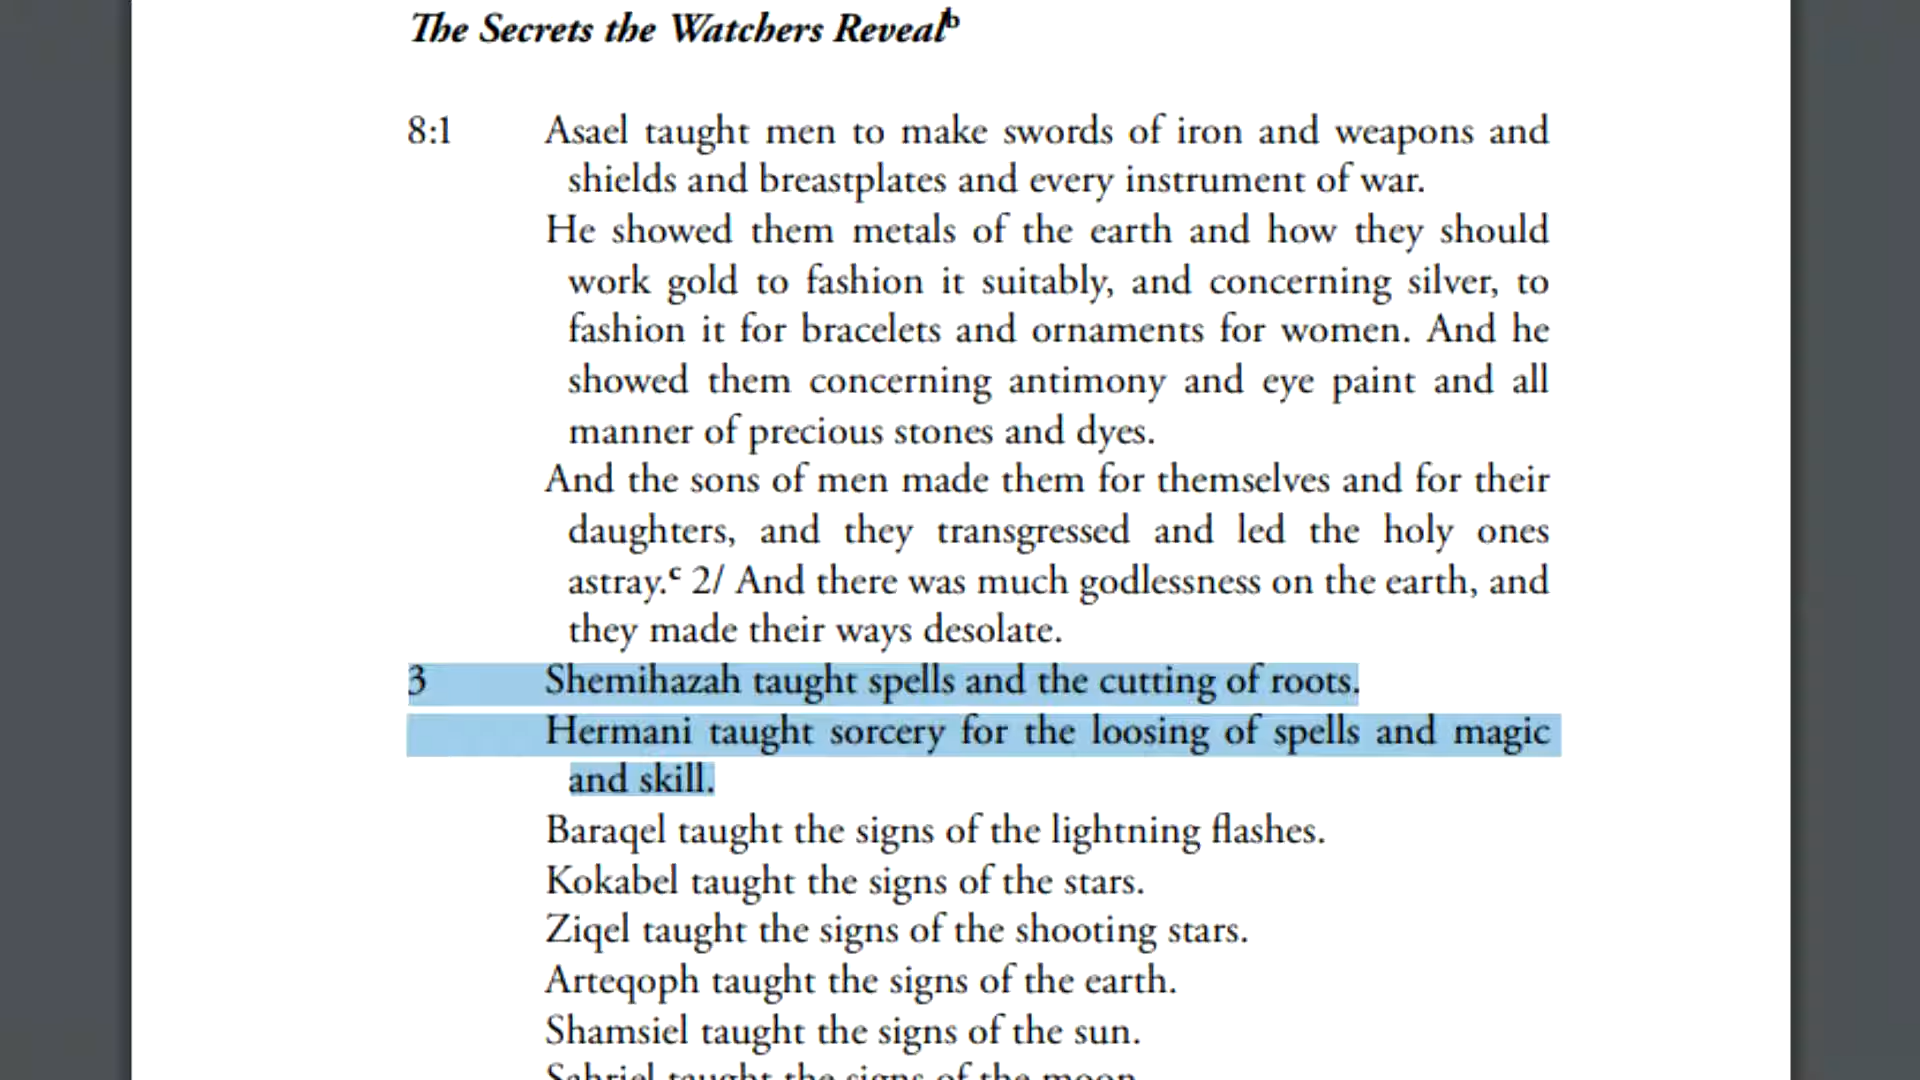 The Secrets the Watchers Revealb
8:1 Asael taught men to make swords of iron and weapons and
shields and breastplates and every instrument of war.
He showed them metals of the earth and how they should
work gold to fashion it suitably, and concerning silver, to
fashion it for bracelets and ornaments for women. And he
showed them concerning antimony and eye paint and all
manner of precious stones and dyes.
And the sons of men made them for themselves and for their
daughters, and they transgressed and led the holy ones
astray.c 2/ And there was much godlessness on the earth, and
they made their ways desolate.
3 Shemihazah taught spells and the cutting of roots.
Hermani taught sorcery for the loosing of spells and magic
and skill.
Baraqel taught the signs of the lightning flashes.
Kokabel taught the signs of the stars.
Ziqel taught the signs of the shooting stars.
Arteqoph taught the signs of the earth.
Shamsiel taught the signs of the sun.
Sahriel taught the signs of the moon.